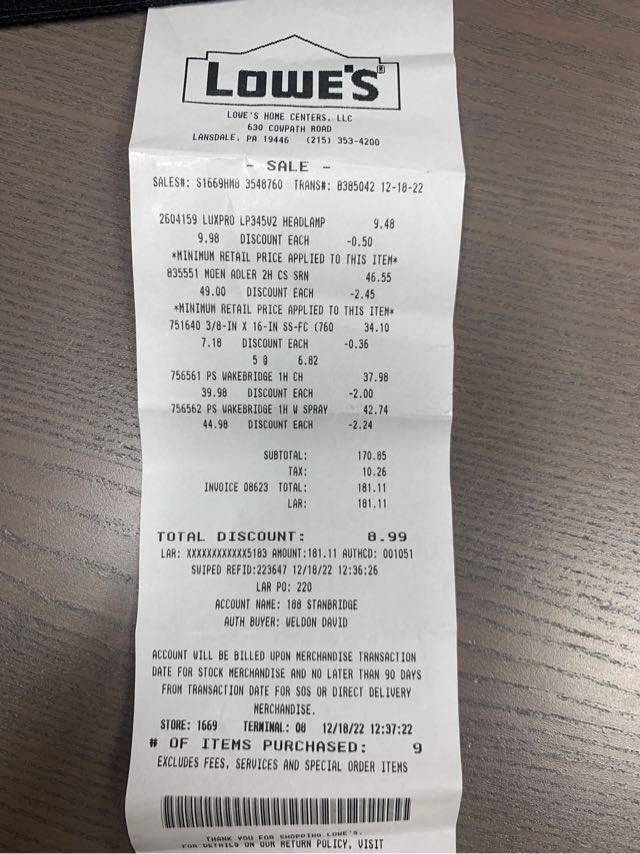 LOWE'S®
LOWE'S HOME CENTERS, LLC
630 COWPATH ROAD
LANSDALE, PA 19446 (215) 353-4200
- SALE -
SALES#: S1669HM8 3548760 TRANS#: 8385042 12-18-22
2604159 LUXPRO LP345V2 HEADLAMP 9.48
9.98 DISCOUNT EACH -0.50
*MINIMUM RETAIL PRICE APPLIED TO THIS ITEM*
835551 MOEN ADLER 2H CS SRN 46.55
49.00 DISCOUNT EACH -2.45
*MINIMUM RETAIL PRICE APPLIED TO THIS ITEM*
751640 3/8-IN X 16-IN SS-FC (760 34.10
7.18 DISCOUNT EACH -0.36
5 @ 6.82
756561 PS WAKEBRIDGE 1H CH 37.98
39.98 DISCOUNT EACH -2.00
756562 PS WAKEBRIDGE 1H W SPRAY 42.74
44.98 DISCOUNT EACH -2.24
SUBTOTAL: 170.85
TAX: 10.26
INVOICE 08623 TOTAL: 181.11
LAR: 181.11
TOTAL DISCOUNT: 8.99
LAR: XXXXXXXXXXXX5183 AMOUNT:181.11 AUTHCD: 001051
SWIPED REFID:223647 12/18/22 12:36:26
LAR PO: 220
ACCOUNT NAME: 188 STANBRIDGE
AUTH BUYER: WELDON DAVID
ACCOUNT WILL BE BILLED UPON MERCHANDISE TRANSACTION
DATE FOR STOCK MERCHANDISE AND NO LATER THAN 90 DAYS
FROM TRANSACTION DATE FOR SOS OR DIRECT DELIVERY
MERCHANDISE.
STORE: 1669 TERMINAL: 08 12/18/22 12:37:22
# OF ITEMS PURCHASED: 9
EXCLUDES FEES, SERVICES AND SPECIAL ORDER ITEMS
THANK YOU FOR SHOPPING LOWE'S.
FOR DETAILS ON OUR RETURN POLICY, VISIT